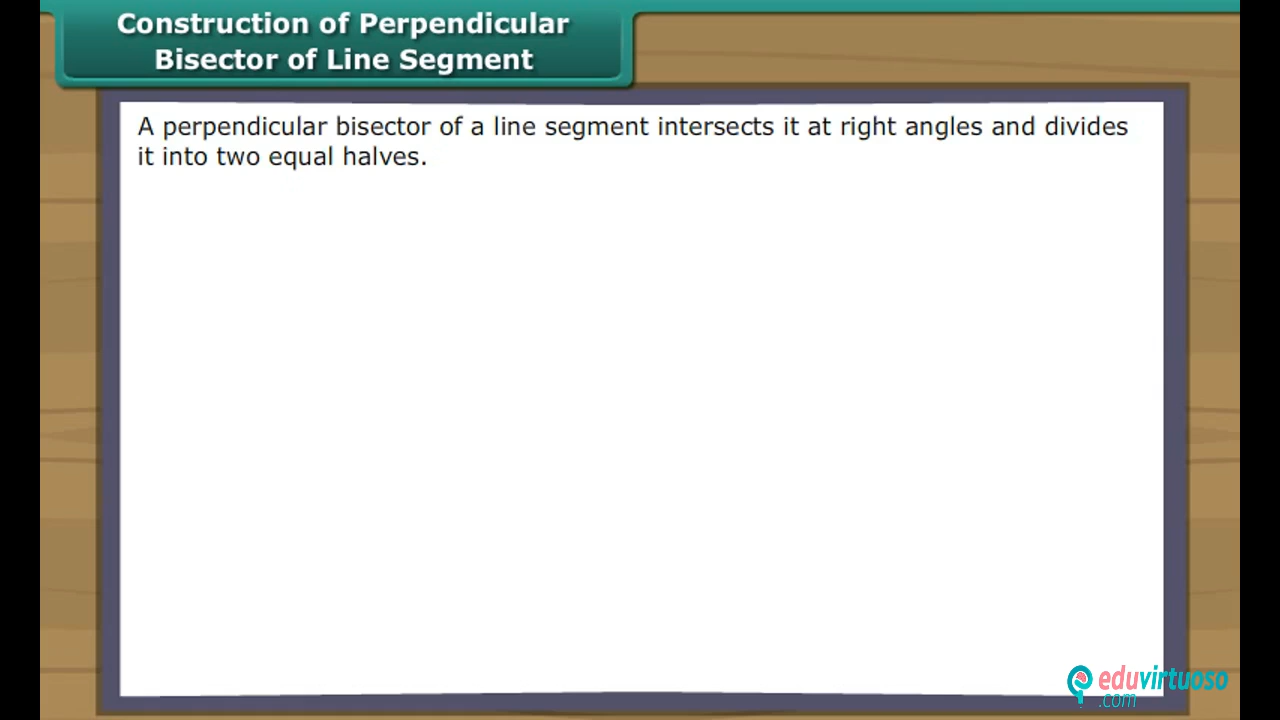 Construction of Perpendicular
Bisector of Line Segment
A perpendicular bisector of a line segment intersects it at right angles and divides
it into two equal halves.
eduvirtuoso
.com